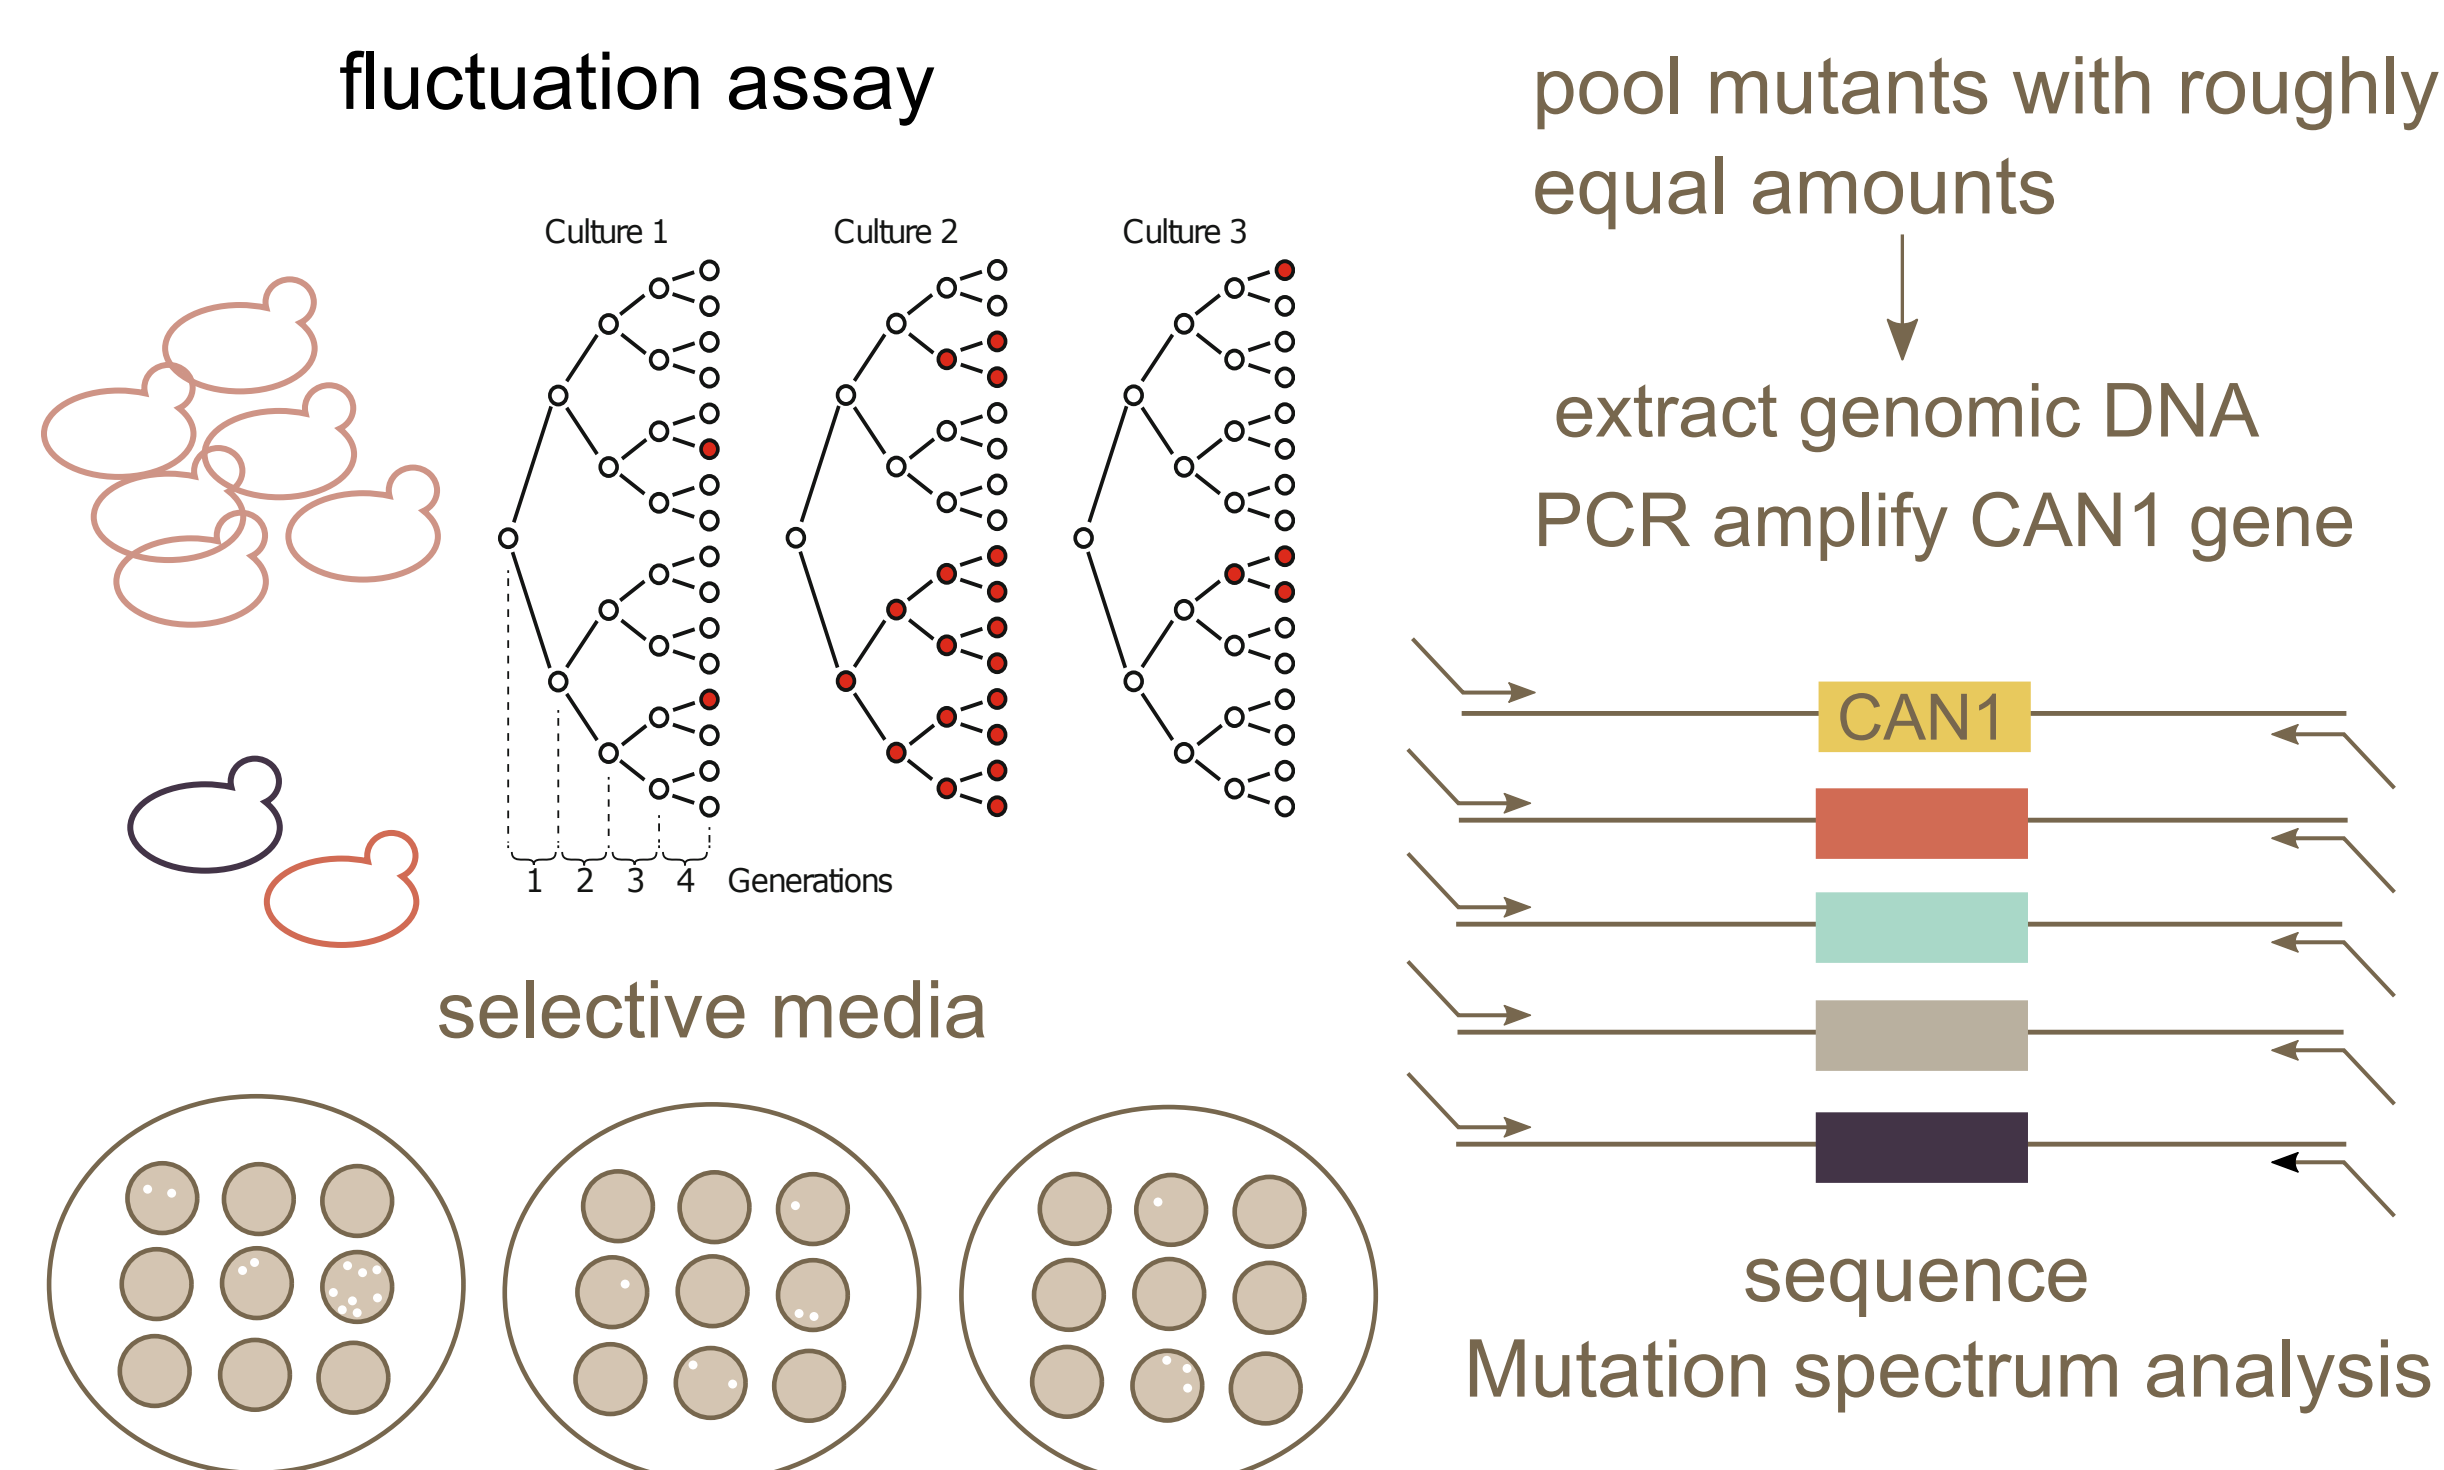 fluctuation assay
Culture 1
Culture 2
Culture 3
1 2 3 4 Generations
selective media
pool mutants with roughly
equal amounts
extract genomic DNA
PCR amplify CAN1 gene
CAN1
sequence
Mutation spectrum analysis